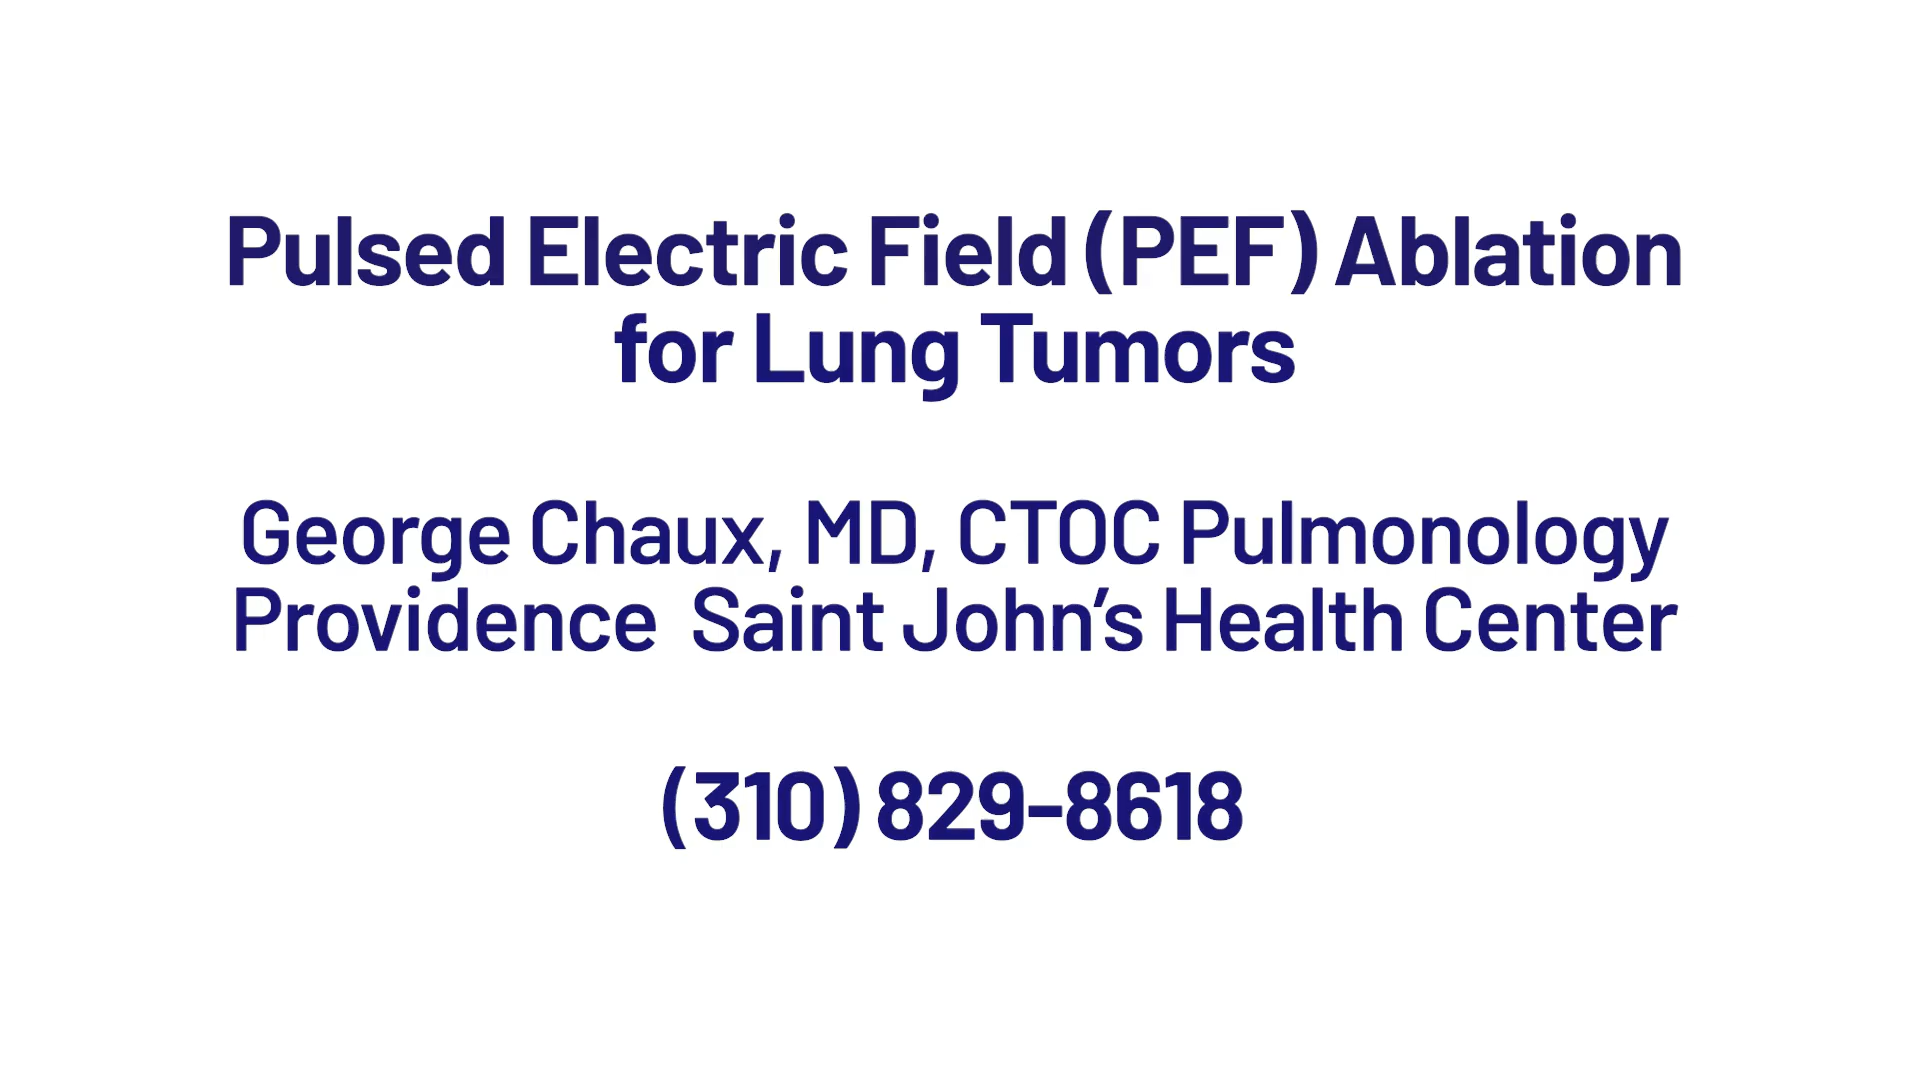 Pulsed Electric Field (PEF) Ablation
for Lung Tumors
George Chaux, MD, CTOC Pulmonology
Providence  Saint John’s Health Center
(310) 829-8618